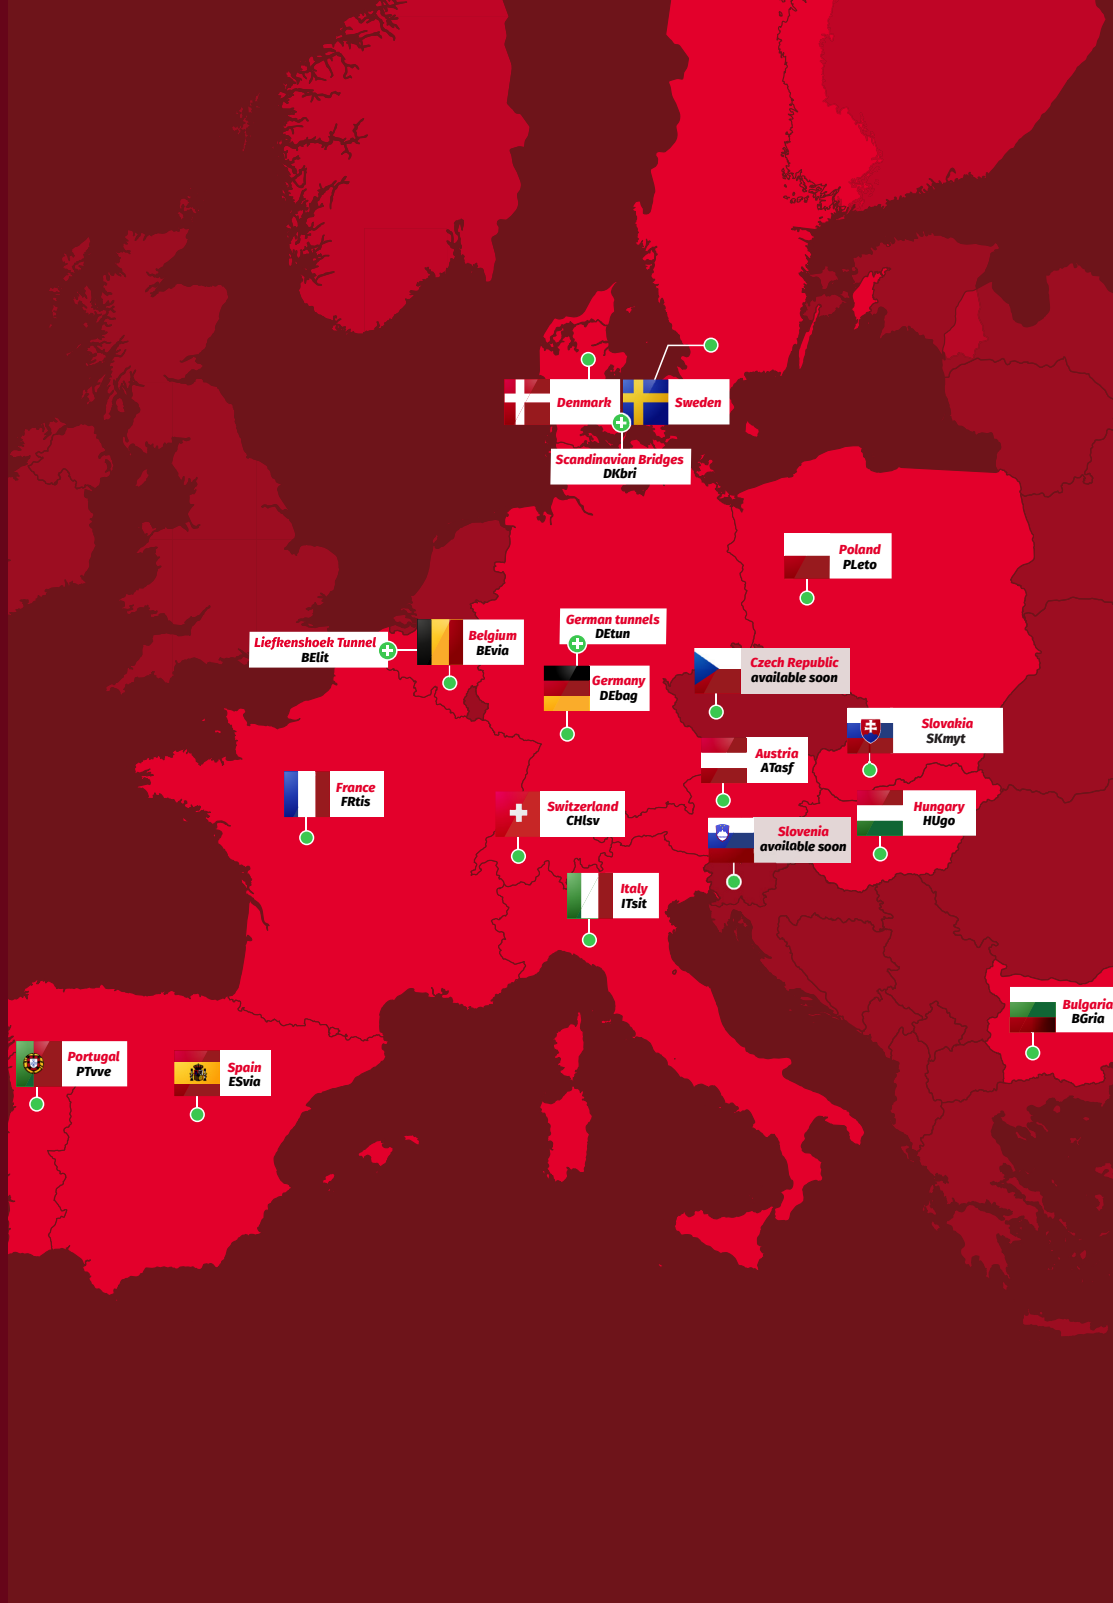 Denmark
Sweden
Scandinavian Bridges
DKbri
Poland
PLeto
German tunnels
DEtun
Liefkenshoek Tunnel
BElit
Belgium
BEvia
Germany
DEbag
Czech Republic
available soon
Slovakia
SKmyt
Austria
ATasf
France
FRtis
Switzerland
CHlsv
Hungary
HUgo
Slovenia
available soon
Italy
ITsit
Bulgaria
BGria
Portugal
PTvve
Spain
ESvia